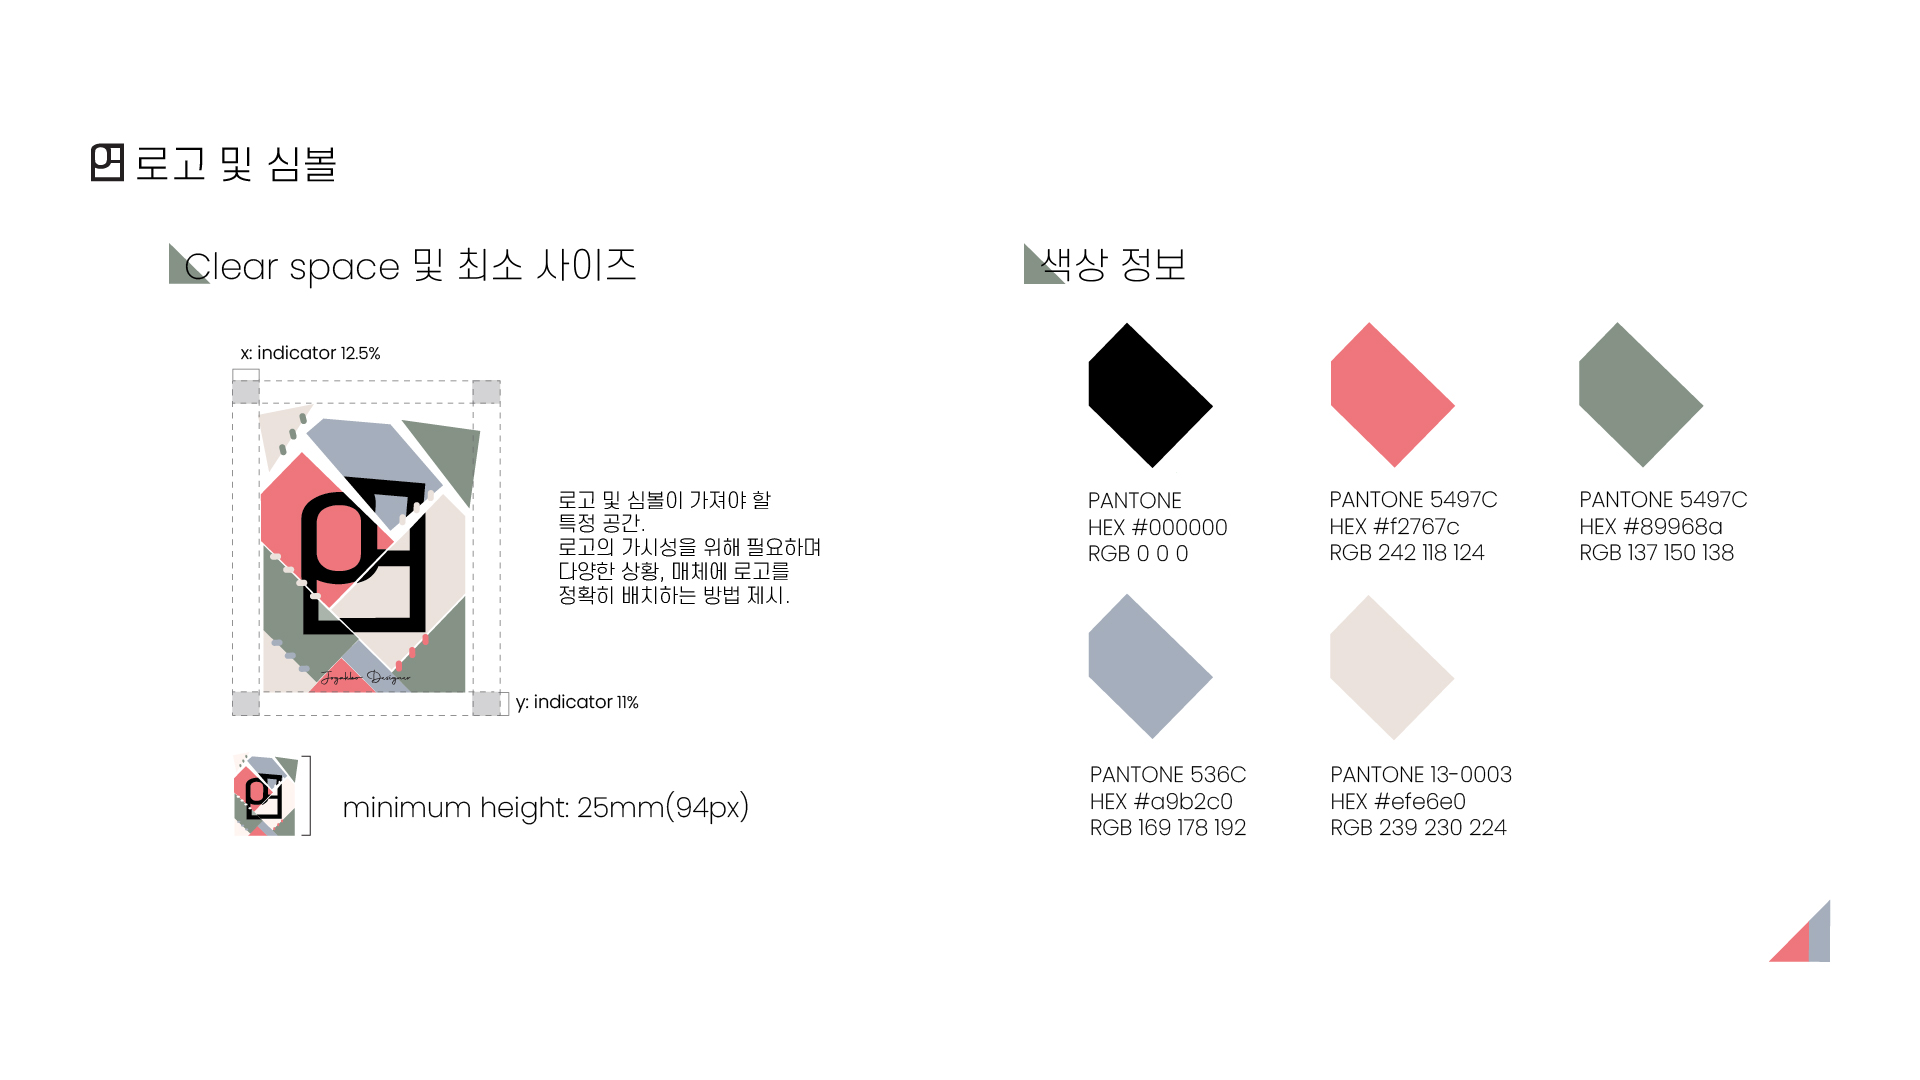 로고 및 심볼
Clear space 및 최소 사이즈
x: indicator 12.5%
Jogakbo Designer
y: indicator 11%
로고 및 심볼이 가져야 할
특정 공간.
로고의 가시성을 위해 필요하며
다양한 상황, 매체에 로고를
정확히 배치하는 방법 제시.
minimum height: 25mm(94px)
색상 정보
PANTONE
HEX #000000
RGB 0 0 0
PANTONE 5497C
HEX #f2767c
RGB 242 118 124
PANTONE 5497C
HEX #89968a
RGB 137 150 138
PANTONE 536C
HEX #a9b2c0
RGB 169 178 192
PANTONE 13-0003
HEX #efe6e0
RGB 239 230 224